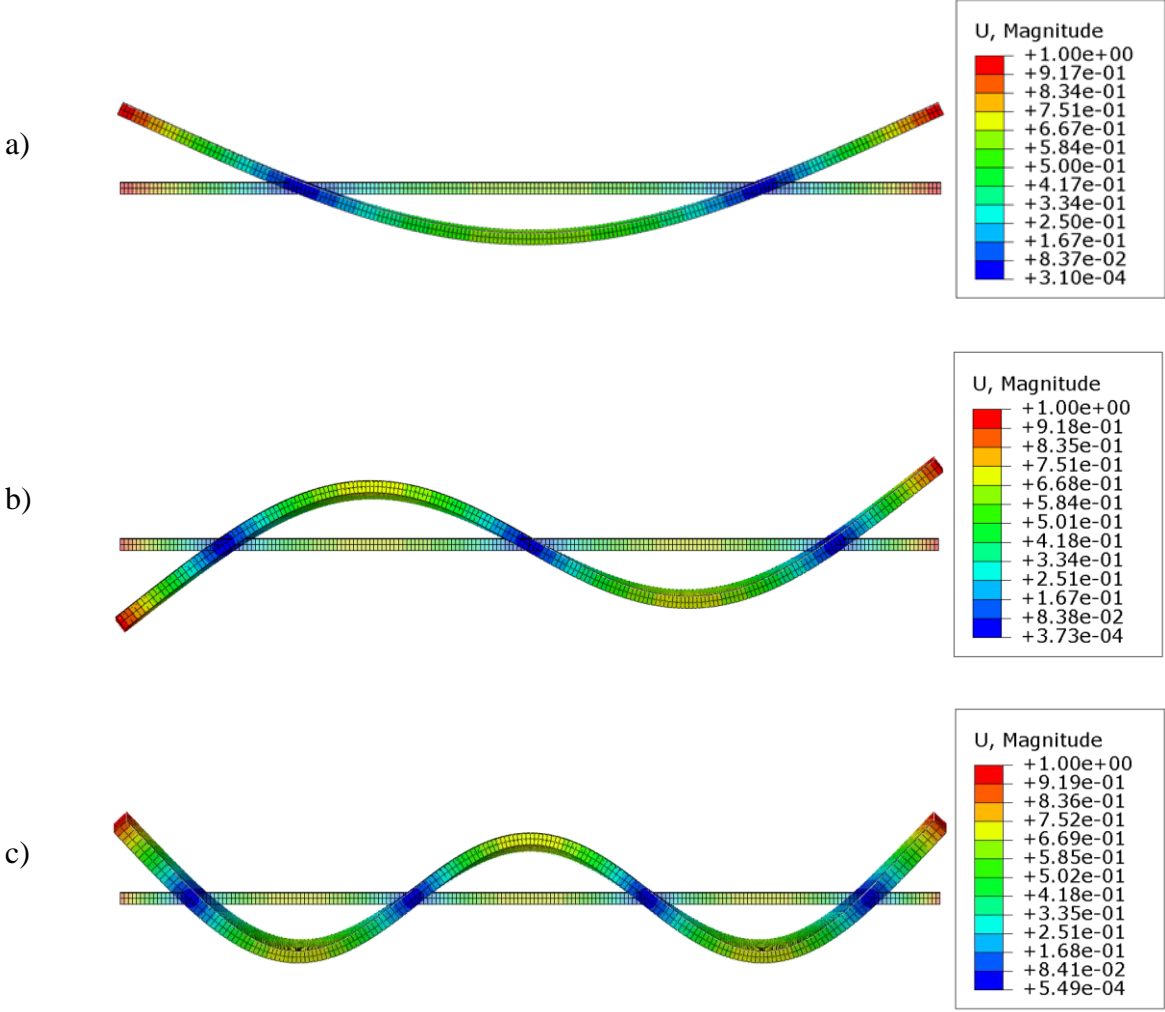 a)
U, Magnitude
+1.00e+00
+9.17e-01
+8.34e-01
+7.51e-01
+6.67e-01
+5.84e-01
+5.00e-01
+4.17e-01
+3.34e-01
+2.50e-01
+1.67e-01
+8.37e-02
+3.10e-04
b)
U, Magnitude
+1.00e+00
+9.18e-01
+8.35e-01
+7.51e-01
+6.68e-01
+5.84e-01
+5.01e-01
+4.18e-01
+3.34e-01
+2.51e-01
+1.67e-01
+8.38e-02
+3.73e-04
c)
U, Magnitude
+1.00e+00
+9.19e-01
+8.36e-01
+7.52e-01
+6.69e-01
+5.85e-01
+5.02e-01
+4.18e-01
+3.35e-01
+2.51e-01
+1.68e-01
+8.41e-02
+5.49e-04